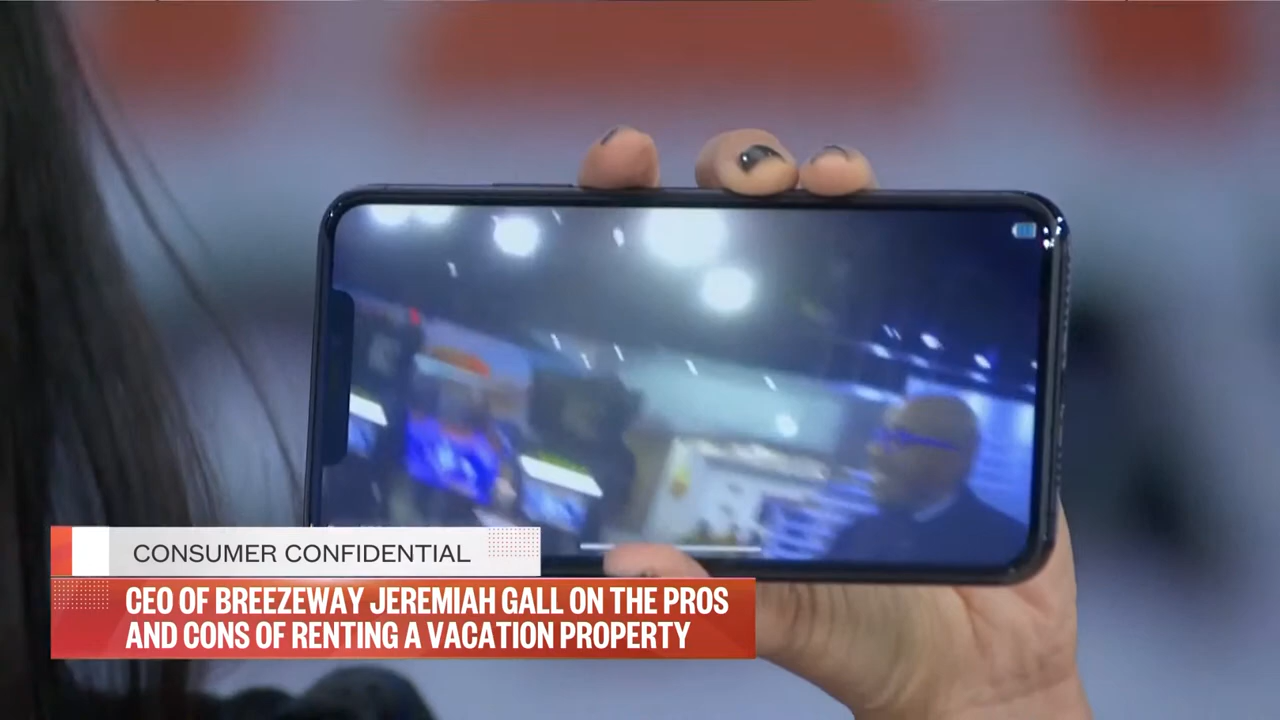 CONSUMER CONFIDENTIAL
CEO OF BREEZEWAY JEREMIAH GALL ON THE PROS
AND CONS OF RENTING A VACATION PROPERTY